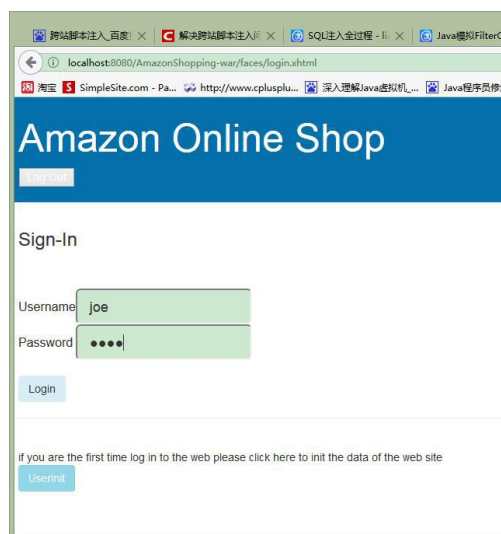 跨站脚本注入_百度
解决跨站脚本注入问
SQL注入全过程 - li
Java模拟FilterC
localhost:8080/AmazonShopping-war/faces/login.xhtml
淘宝 SimpleSite.com - Pa... http://www.cplusplu... 深入理解Java虚拟机_... Java程序员修
Amazon Online Shop
Log Out
Sign-In
Username joe
Password ●●●●
Login
if you are the first time log in to the web please click here to init the data of the web site
UserInit